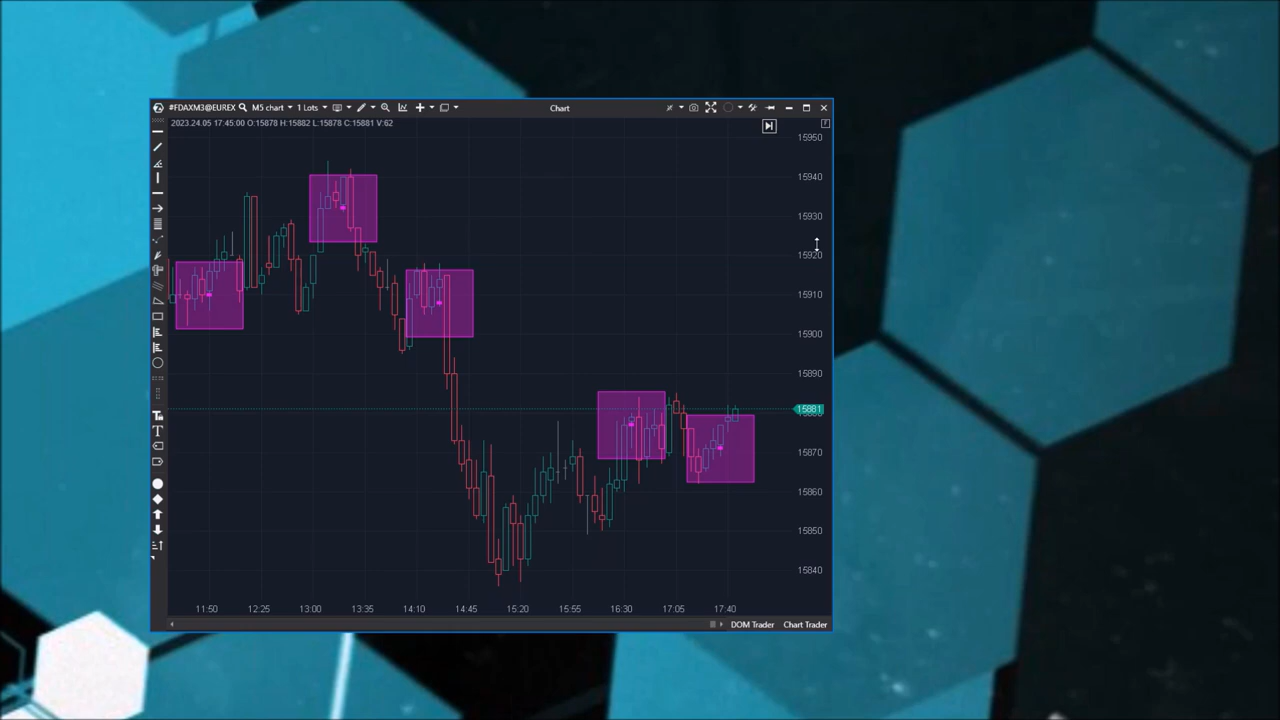 #FDAXM3@EUREX M5 chart 1 Lots Chart
2023.24.05 17:45:00 O:15878 H:15882 L:15878 C:15881 V:62
F
15950
15940
15930
15920
15910
15900
15890
15881
15870
15860
15850
15840
11:50 12:25 13:00 13:35 14:10 14:45 15:20 15:55 16:30 17:05 17:40
DOM Trader Chart Trader